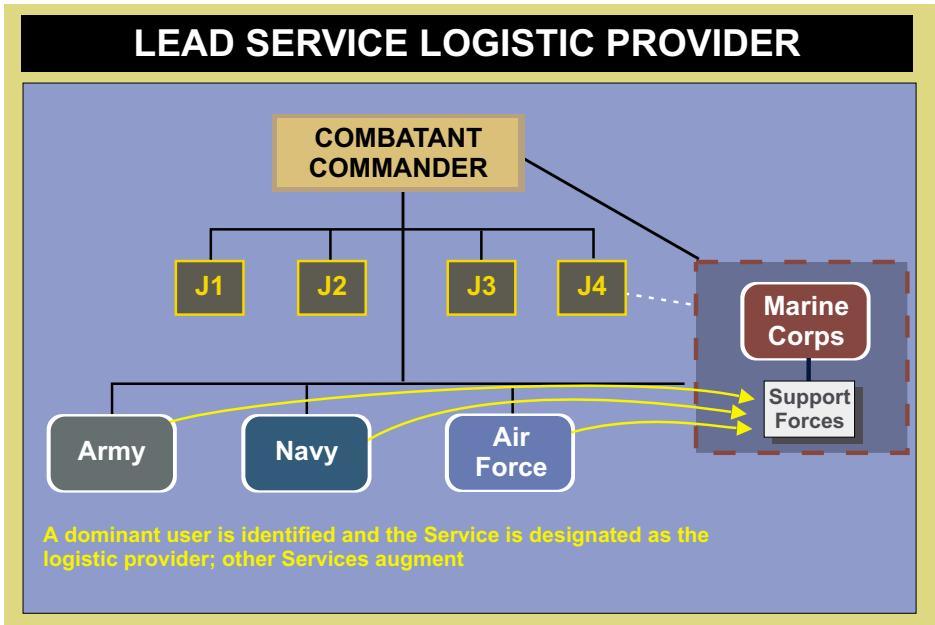 LEAD SERVICE LOGISTIC PROVIDER
COMBATANT
COMMANDER
J1
J2
J3
J4
Marine
Corps
Support
Forces
Army
Navy
Air
Force
A dominant user is identified and the Service is designated as the
logistic provider; other Services augment